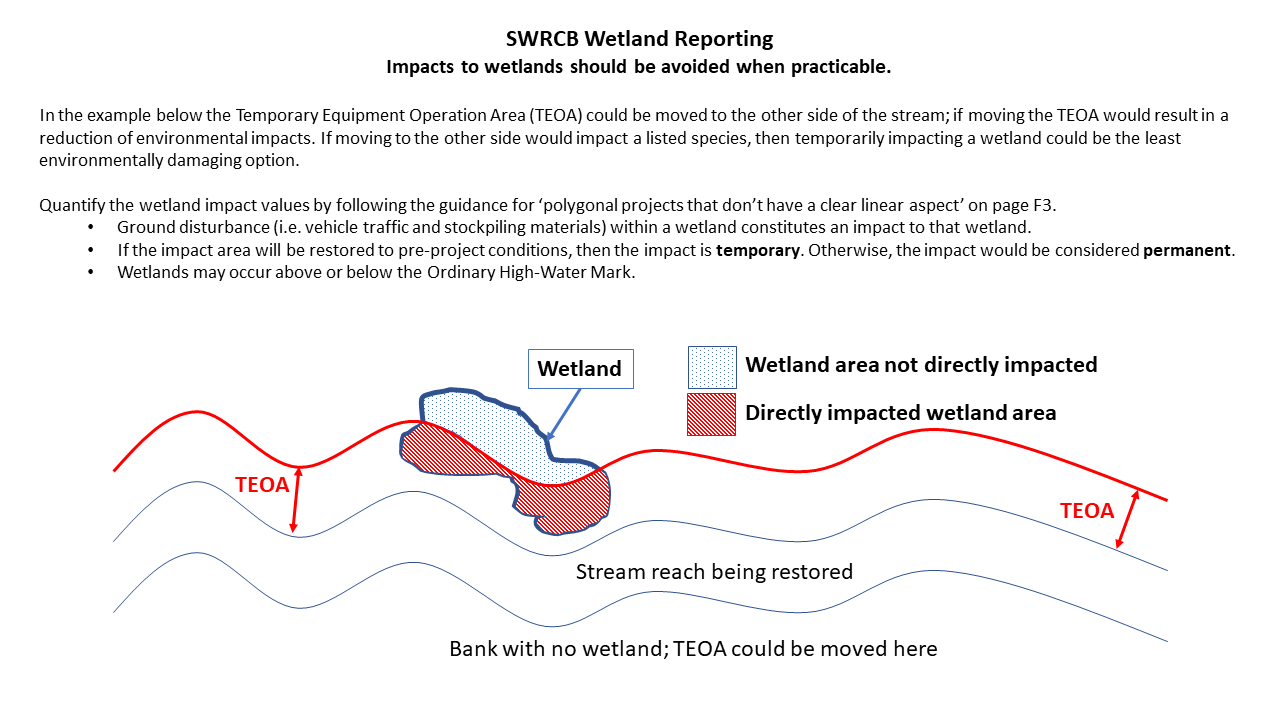 SWRCB Wetland Reporting
Impacts to wetlands should be avoided when practicable.
In the example below the Temporary Equipment Operation Area (TEOA) could be moved to the other side of the stream; if moving the TEOA would result in a
reduction of environmental impacts. If moving to the other side would impact a listed species, then temporarily impacting a wetland could be the least
environmentally damaging option.
Quantify the wetland impact values by following the guidance for ‘polygonal projects that don’t have a clear linear aspect’ on page F3.
• Ground disturbance (i.e. vehicle traffic and stockpiling materials) within a wetland constitutes an impact to that wetland.
• If the impact area will be restored to pre-project conditions, then the impact is temporary. Otherwise, the impact would be considered permanent.
• Wetlands may occur above or below the Ordinary High-Water Mark.
Wetland
Wetland area not directly impacted
Directly impacted wetland area
TEOA
TEOA
Stream reach being restored
Bank with no wetland; TEOA could be moved here